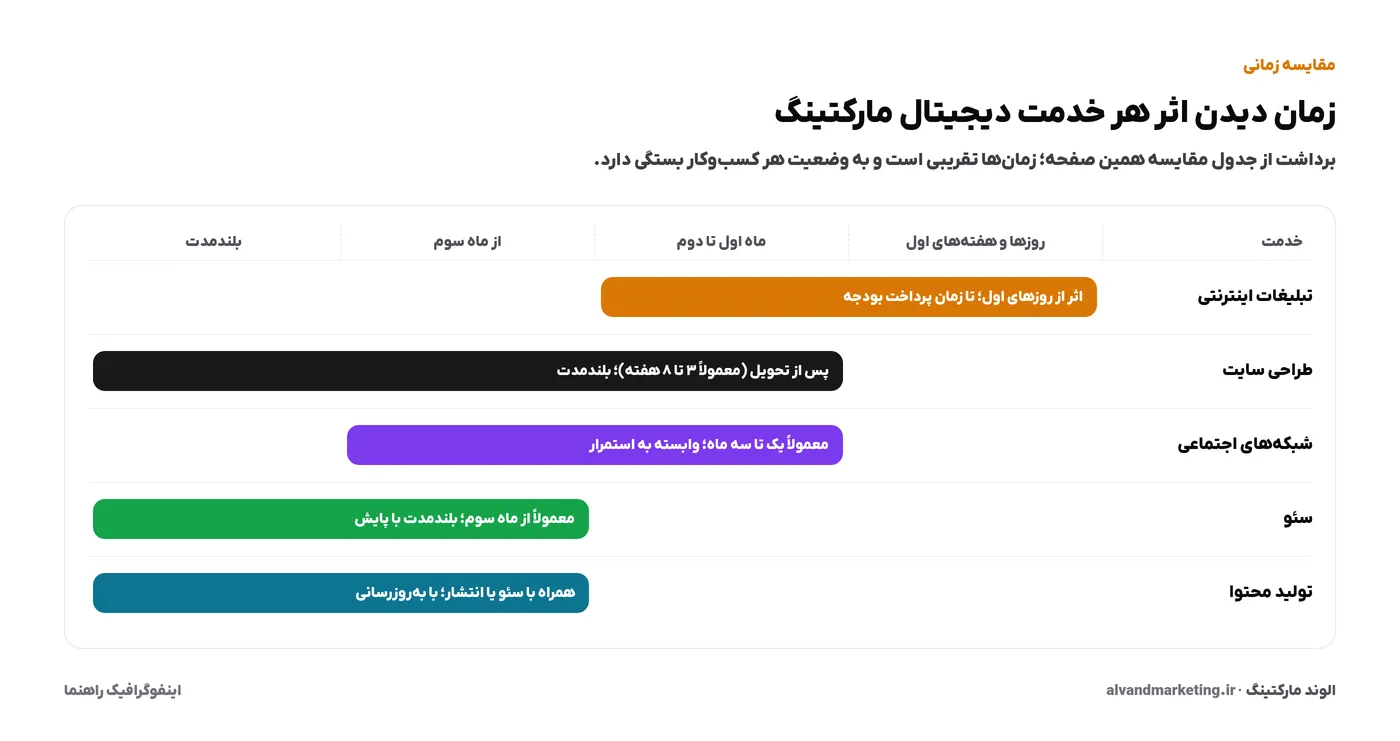 مقایسه زمانی
زمان دیدن اثر هر خدمت دیجیتال مارکتینگ
برداشت از جدول مقایسه همین صفحه؛ زمان‌ها تقریبی است و به وضعیت هر کسب‌وکار بستگی دارد.
خدمت روزها و هفته‌های اول ماه اول تا دوم از ماه سوم بلندمدت
تبلیغات اینترنتی اثر از روزهای اول؛ تا زمان پرداخت بودجه
طراحی سایت پس از تحویل (معمولاً ۳ تا ۸ هفته)؛ بلندمدت
شبکه‌های اجتماعی معمولاً یک تا سه ماه؛ وابسته به استمرار
سئو معمولاً از ماه سوم؛ بلندمدت با پایش
تولید محتوا همراه با سئو یا انتشار؛ با به‌روزرسانی
الوند مارکتینگ · alvandmarketing.ir اینفوگرافیک راهنما